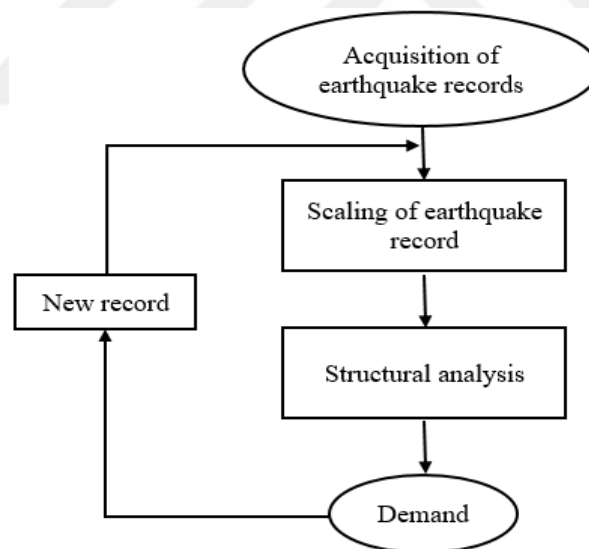 Acquisition of
earthquake records
Scaling of earthquake
record
New record
Structural analysis
Demand